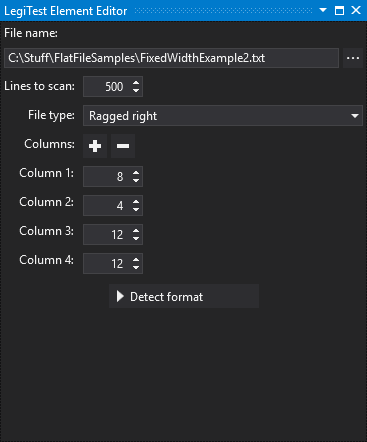 LegiTest Element Editor
File name:
C:\Stuff\FlatFileSamples\FixedWidthExample2.txt
Lines to scan: 500
File type: Ragged right
Columns:
Column 1: 8
Column 2: 4
Column 3: 12
Column 4: 12
Detect format